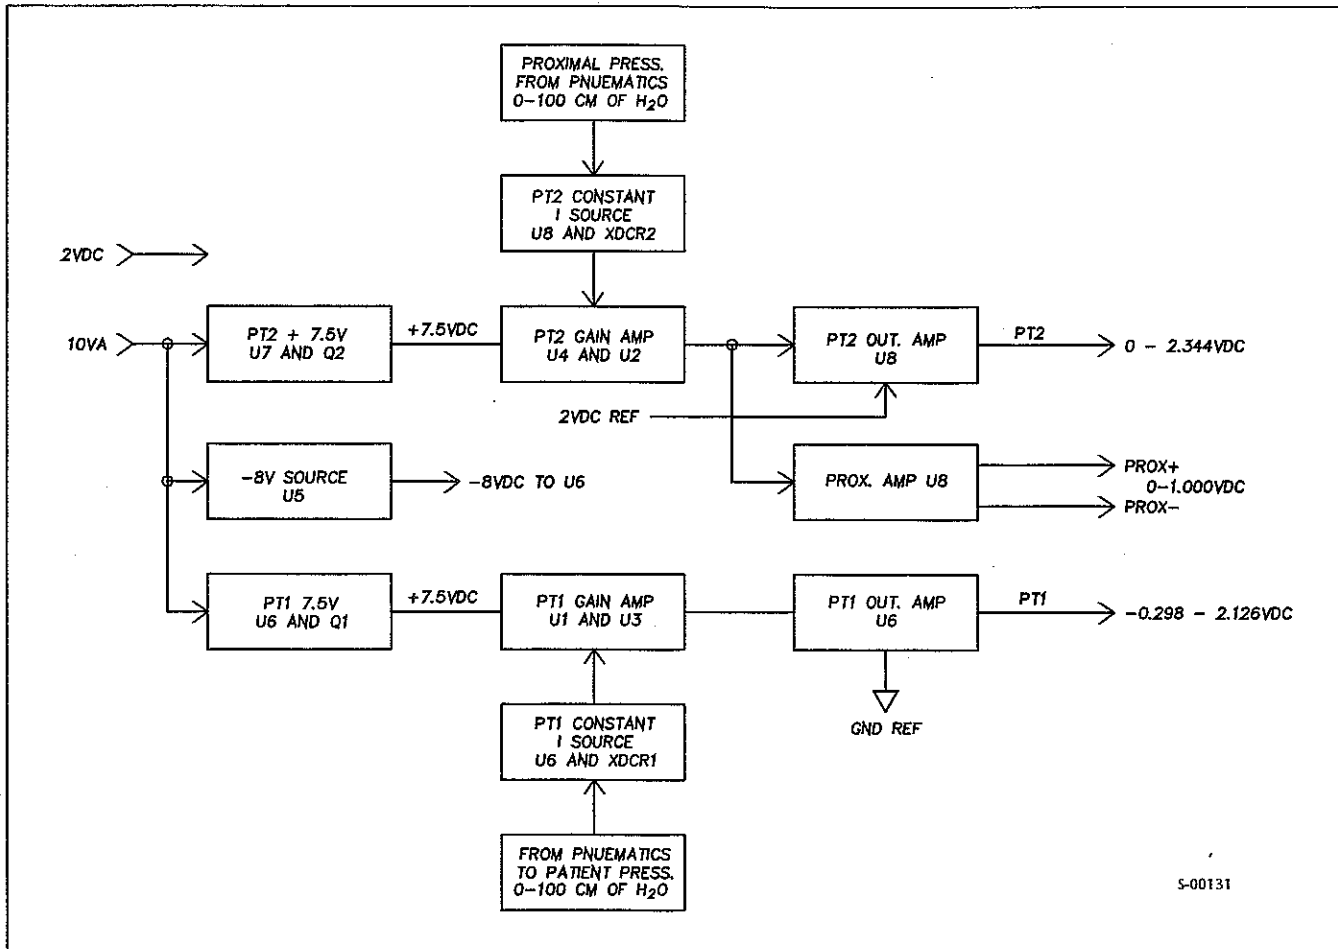 PROXIMAL PRESS.
FROM PNUEMATICS
0-100 CM OF H₂O
PT2 CONSTANT
I SOURCE
U8 AND XDCR2
2VDC
10VA
PT2 + 7.5V
U7 AND Q2
+7.5VDC
PT2 GAIN AMP
U4 AND U2
PT2 OUT. AMP
U8
PT2
0 - 2.344VDC
2VDC REF
-8V SOURCE
U5
-8VDC TO U6
PROX. AMP U8
PROX+
0-1.000VDC
PROX-
PT1 7.5V
U6 AND Q1
+7.5VDC
PT1 GAIN AMP
U1 AND U3
PT1 OUT. AMP
U6
PT1
-0.298 - 2.126VDC
GND REF
PT1 CONSTANT
I SOURCE
U6 AND XDCR1
FROM PNUEMATICS
TO PATIENT PRESS.
0-100 CM OF H₂O
S-00131